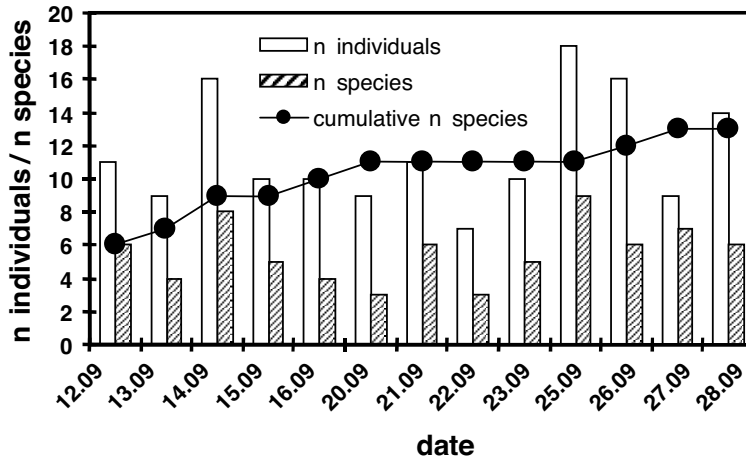 n individuals / n species
20
18
16
14
12
10
8
6
4
2
0
n individuals
n species
cumulative n species
12.09 13.09 14.09 15.09 16.09 20.09 21.09 22.09 23.09 25.09 26.09 27.09 28.09
date